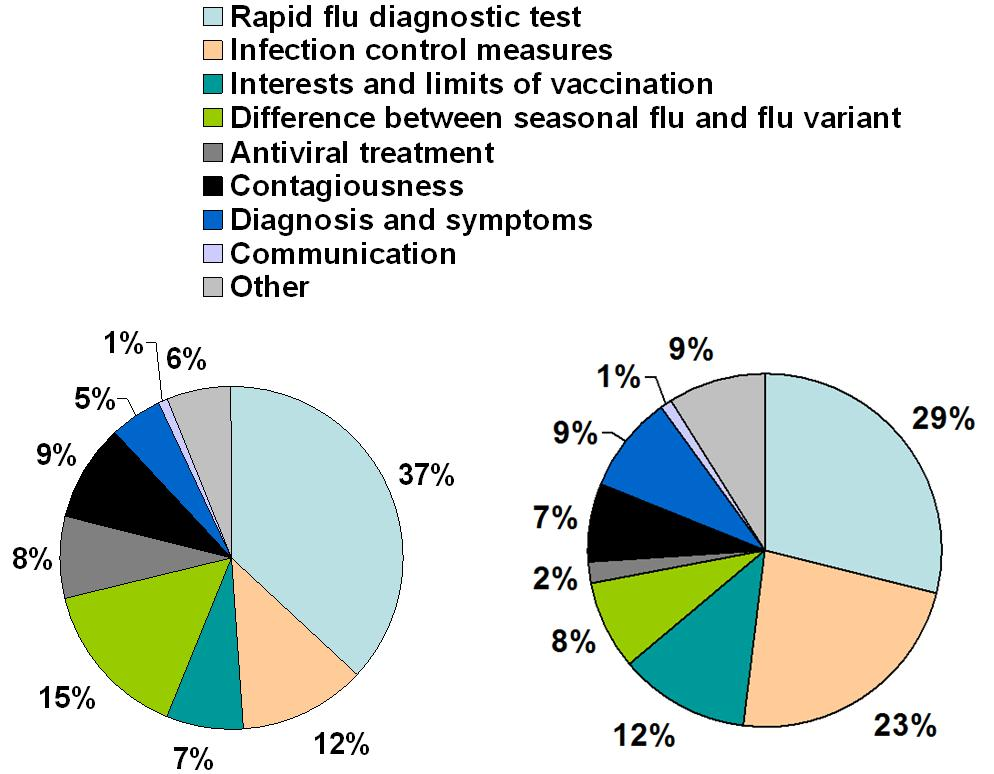 Rapid flu diagnostic test
Infection control measures
Interests and limits of vaccination
Difference between seasonal flu and flu variant
Antiviral treatment
Contagiousness
Diagnosis and symptoms
Communication
Other
1%
6%
5%
9%
37%
8%
15%
7%
12%
9%
1%
29%
9%
7%
2%
8%
12%
23%